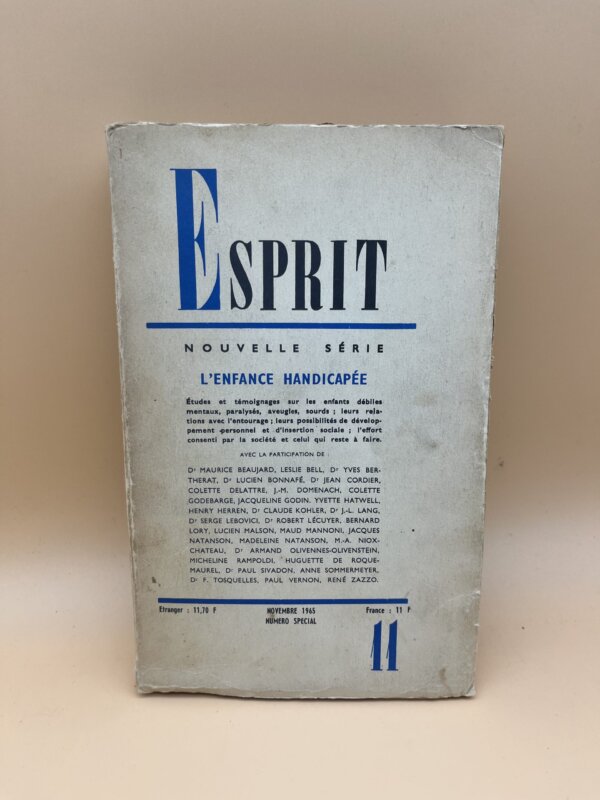 ESPRIT
NOUVELLE SÉRIE
L'ENFANCE HANDICAPÉE
Études et témoignages sur les enfants débiles
mentaux, paralysés, aveugles, sourds ; leurs rela-
tions avec l'entourage ; leurs possibilités de dévelop-
pement personnel et d'insertion sociale ; l'effort
consenti par la société et celui qui reste à faire.
AVEC LA PARTICIPATION DE :
Dr MAURICE BEAUJARD, LESLIE BELL, Dr YVES BER-
THERAT, Dr LUCIEN BONNAFÉ, Dr JEAN CORDIER,
COLETTE DELATTRE, J.-M. DOMENACH, COLETTE
GODEBARGE, JACQUELINE GODIN, YVETTE HATWELL,
HENRY HERREN, Dr CLAUDE KOHLER, Dr J.-L. LANG,
Dr SERGE LEBOVICI, Dr ROBERT LÉCUYER, BERNARD
LORY, LUCIEN MALSON, MAUD MANNONI, JACQUES
NATANSON, MADELEINE NATANSON, M.-A. NIOX-
CHATEAU, Dr ARMAND OLIVENNES-OLIVENSTEIN,
MICHELINE RAMPOLDI, HUGUETTE DE ROQUE-
MAUREL, Dr PAUL SIVADON, ANNE SOMMERMEYER,
Dr F. TOSQUELLES, PAUL VERNON, RENÉ ZAZZO.
Etranger : 11,70 F NOVEMBRE 1965 France : 11 F
NUMERO SPECIAL
11